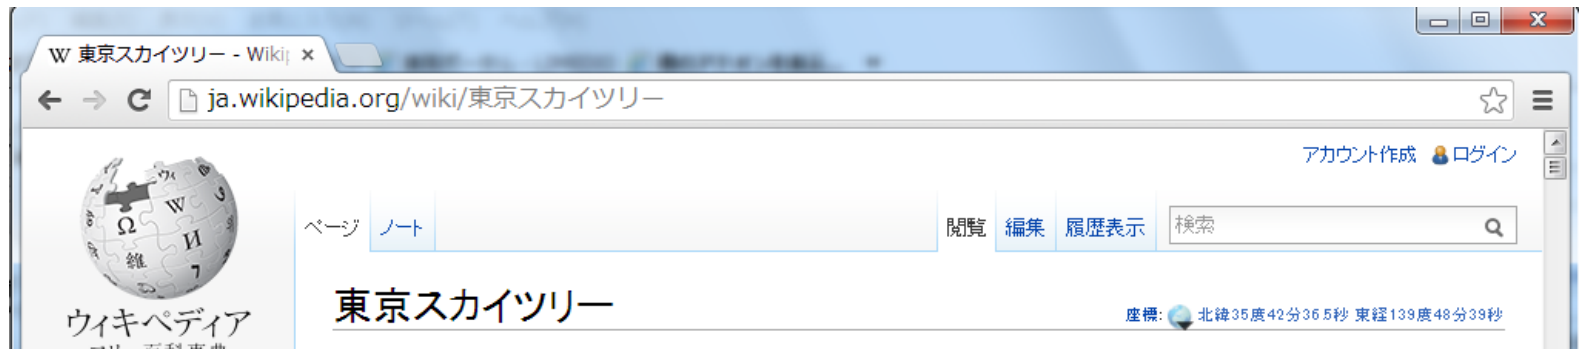 W 東京スカイツリー - Wiki
ja.wikipedia.org/wiki/東京スカイツリー
アカウント作成 ログイン
ページ ノート 閲覧 編集 履歴表示 検索
Ω W И 維 7
東京スカイツリー
座標: 北緯35度42分36.5秒 東経139度48分39秒
ウィキペディア